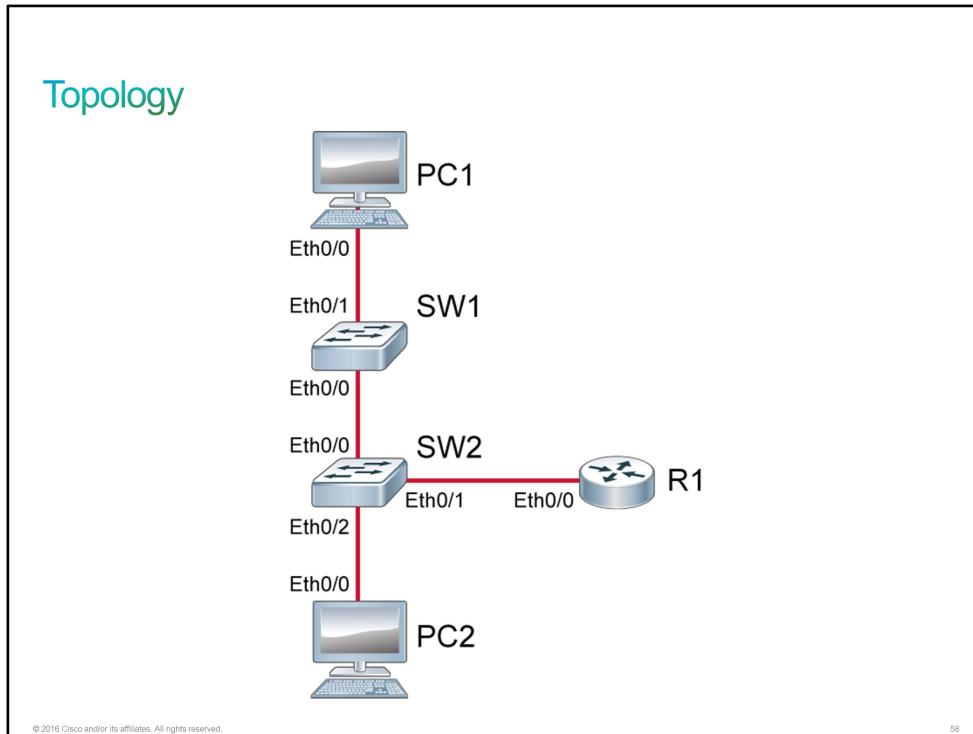 Topology
PC1
Eth0/0
Eth0/1
SW1
Eth0/0
Eth0/0
SW2
Eth0/1
Eth0/0
R1
Eth0/2
Eth0/0
PC2
© 2016 Cisco and/or its affiliates. All rights reserved.
58